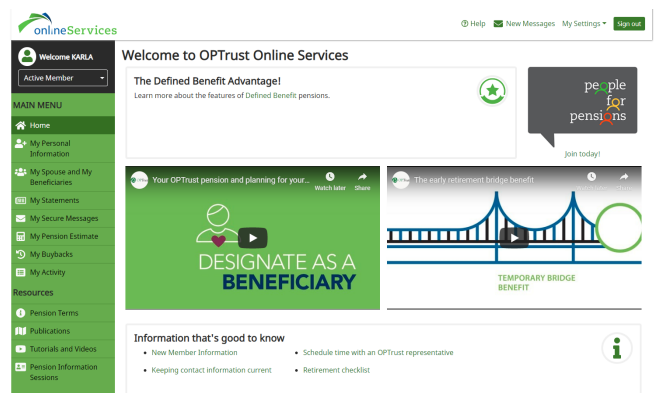 onlineServices
Help New Messages My Settings Sign out
Welcome KARLA
Active Member
MAIN MENU
Home
My Personal
Information
My Spouse and My
Beneficiaries
My Statements
My Secure Messages
My Pension Estimate
My Buybacks
My Activity
Resources
Pension Terms
Publications
Tutorials and Videos
Pension Information
Sessions
Welcome to OPTrust Online Services
The Defined Benefit Advantage!
Learn more about the features of Defined Benefit pensions.
people
for
pensions
Join today!
Your OPTrust pension and planning for your...
Watch later Share
DESIGNATE AS A
BENEFICIARY
The early retirement bridge benefit
Watch later Share
TEMPORARY BRIDGE
BENEFIT
Information that's good to know
• New Member Information
• Schedule time with an OPTrust representative
• Keeping contact information current
• Retirement checklist